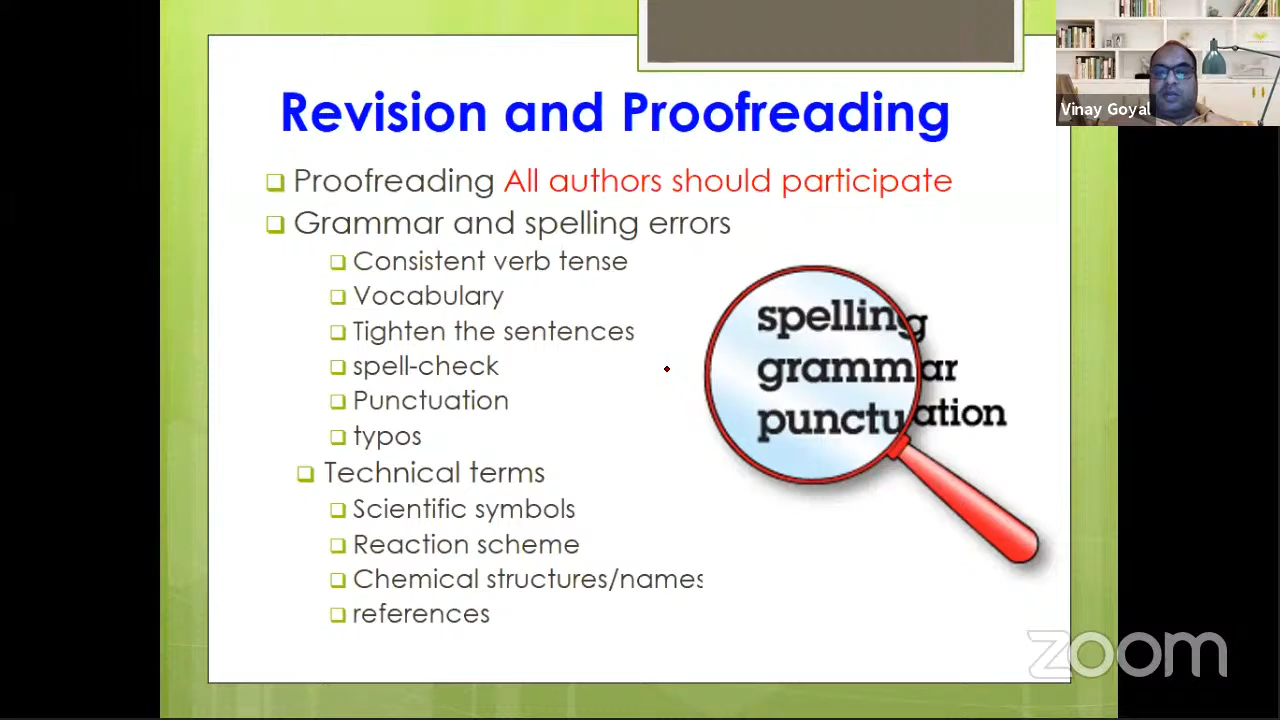 Revision and Proofreading
Proofreading All authors should participate
Grammar and spelling errors
Consistent verb tense
Vocabulary
Tighten the sentences
spell-check
Punctuation
typos
Technical terms
Scientific symbols
Reaction scheme
Chemical structures/names
references
spelling
grammar
punctuation
Vinay Goyal
zoom